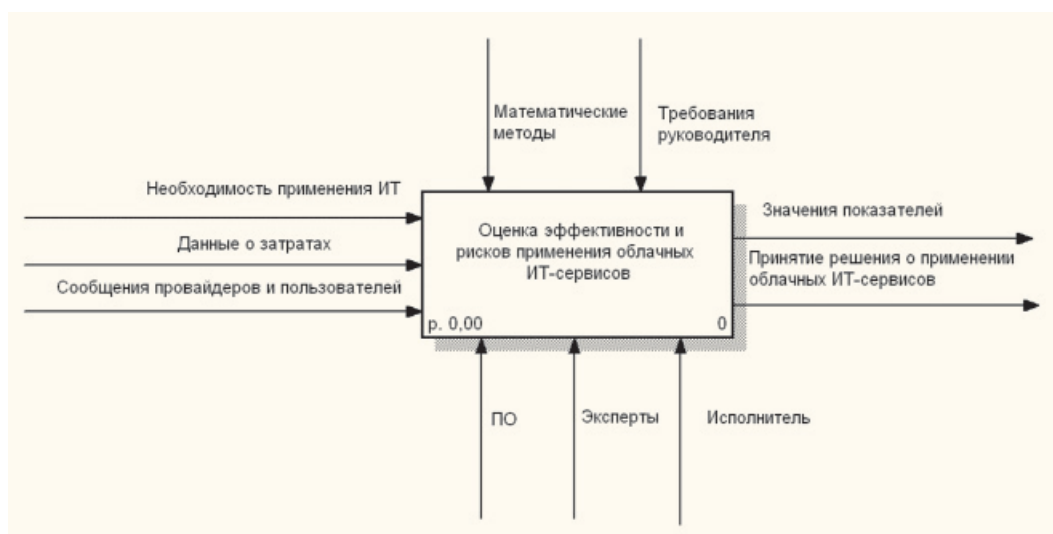 Математические
методы
Требования
руководителя
Необходимость применения ИТ
Данные о затратах
Сообщения провайдеров и пользователей
Оценка эффективности и
рисков применения облачных
ИТ-сервисов
р. 0,00
0
Значения показателей
Принятие решения о применении
облачных ИТ-сервисов
ПО
Эксперты
Исполнитель